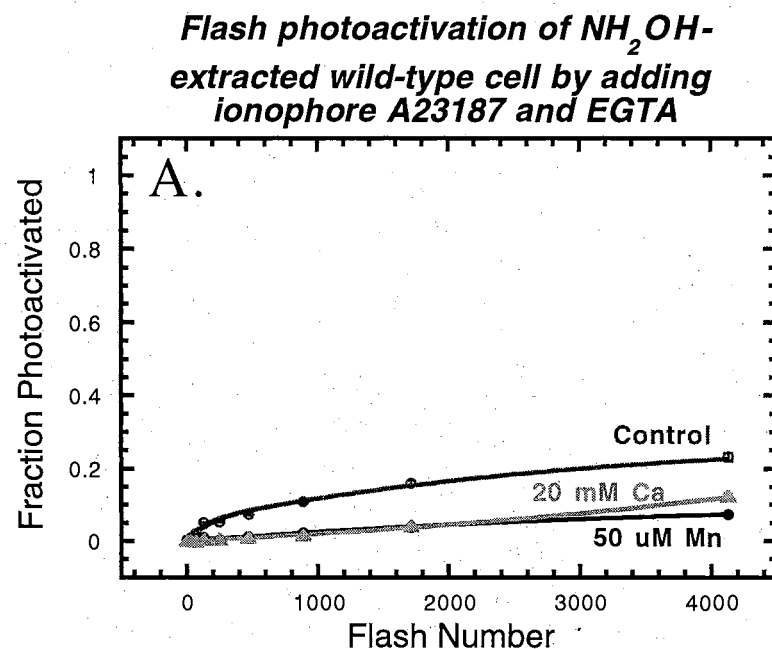 Flash photoactivation of NH2OH-
extracted wild-type cell by adding
ionophore A23187 and EGTA
A.
Fraction Photoactivated
1
0.8
0.6
0.4
0.2
0
Control
20 mM Ca
50 uM Mn
0 1000 2000 3000 4000
Flash Number